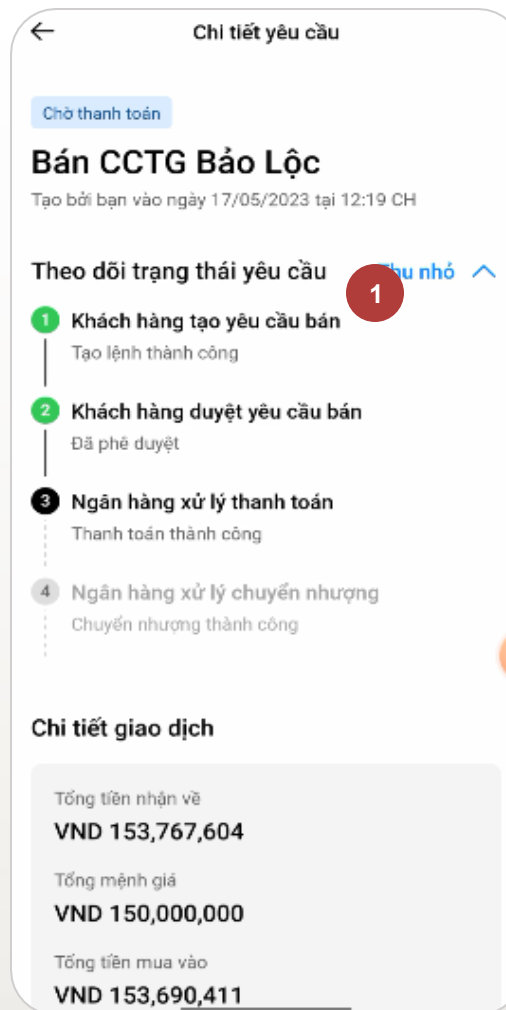 Chi tiết yêu cầu
Chờ thanh toán
Bán CCTG Bảo Lộc
Tạo bởi bạn vào ngày 17/05/2023 tại 12:19 CH
Theo dõi trạng thái yêu cầu
Thu nhỏ
1
1 Khách hàng tạo yêu cầu bán
Tạo lệnh thành công
2 Khách hàng duyệt yêu cầu bán
Đã phê duyệt
3 Ngân hàng xử lý thanh toán
Thanh toán thành công
4 Ngân hàng xử lý chuyển nhượng
Chuyển nhượng thành công
Chi tiết giao dịch
Tổng tiền nhận về
VND 153,767,604
Tổng mệnh giá
VND 150,000,000
Tổng tiền mua vào
VND 153,690,411